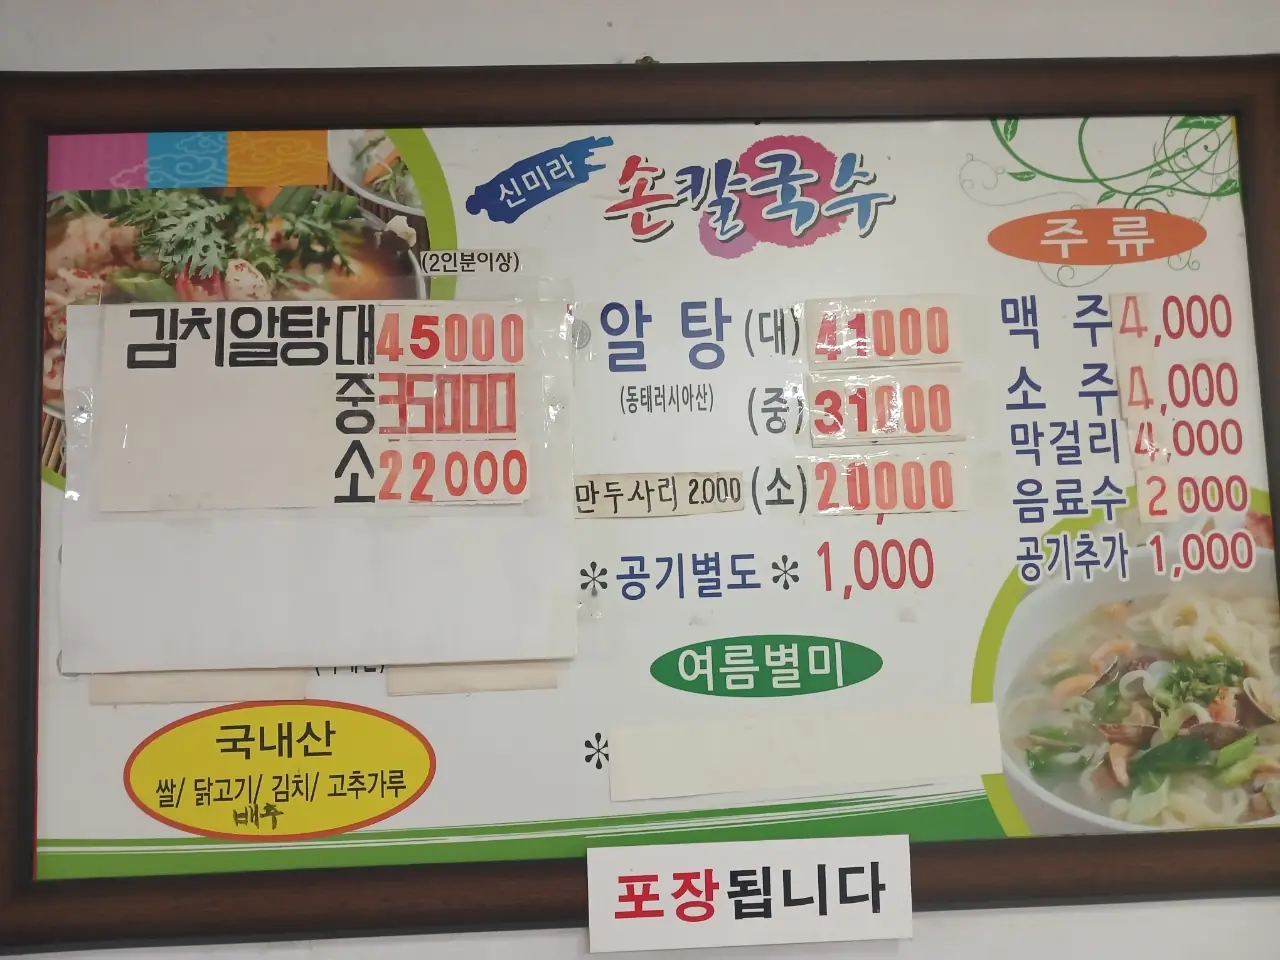 신미라 손칼국수
(2인분이상)
김치알탕 대 45000
중 35000
소 22000
알 탕 (대) 41000
(동태러시아산) (중) 31000
만두사리 2.000 (소) 20000
*공기별도* 1,000
여름별미
*
주 류
맥 주 4,000
소 주 4,000
막걸리 4,000
음료수 2000
공기추가 1,000
국내산
쌀/ 닭고기/ 김치/ 고추가루
배추
포장됩니다